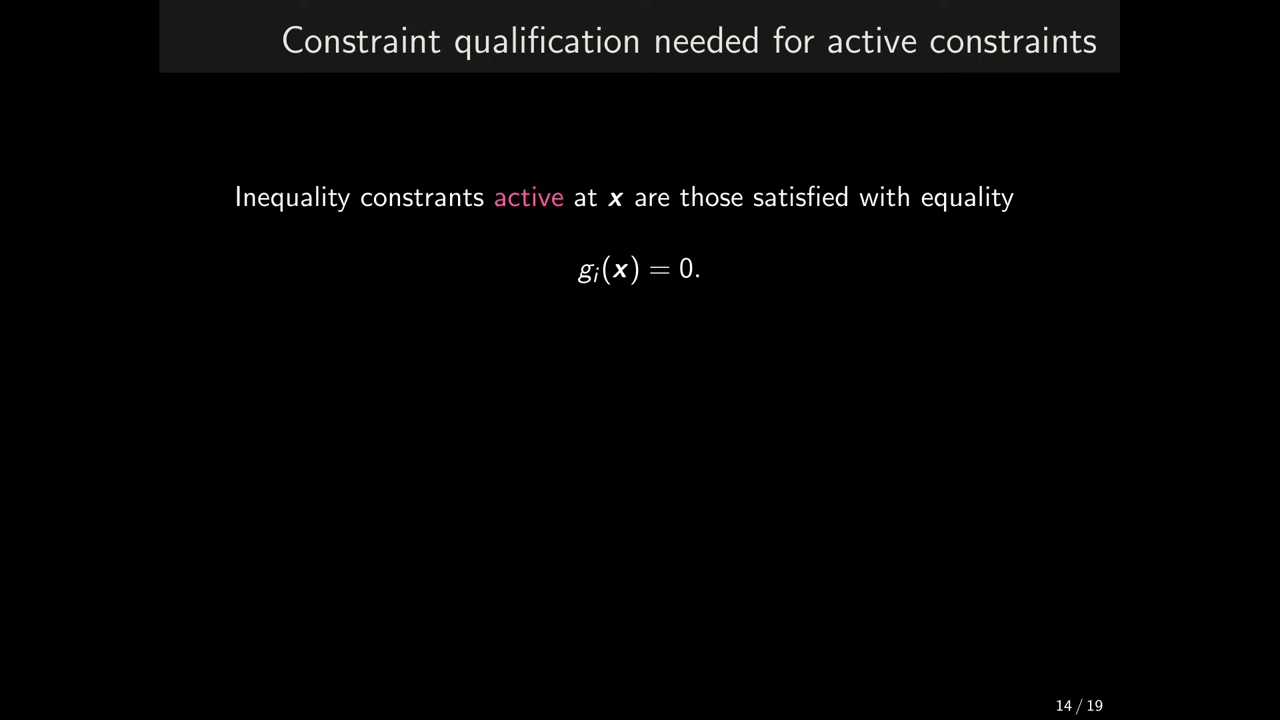 Constraint qualification needed for active constraints
Inequality constrants active at x are those satisfied with equality
gᵢ(x) = 0.
14 / 19